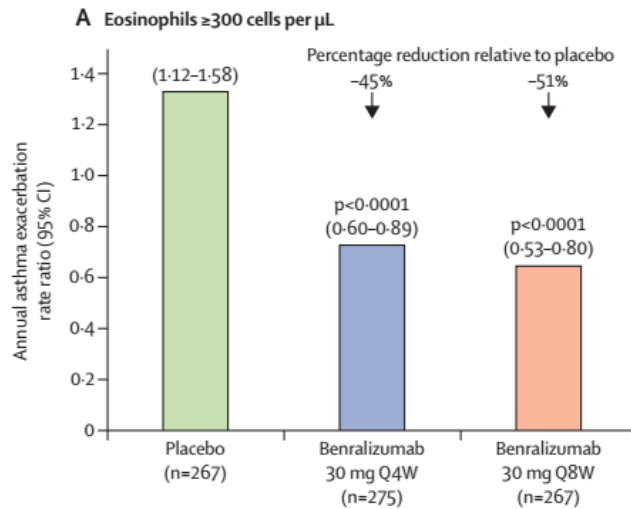 A Eosinophils ≥300 cells per μL
Percentage reduction relative to placebo
–45%
–51%
Annual asthma exacerbation
rate ratio (95% CI)
1·4
1·2
1·0
0·8
0·6
0·4
0·2
0
(1·12–1·58)
p<0·0001
(0·60–0·89)
p<0·0001
(0·53–0·80)
Placebo
(n=267)
Benralizumab
30 mg Q4W
(n=275)
Benralizumab
30 mg Q8W
(n=267)